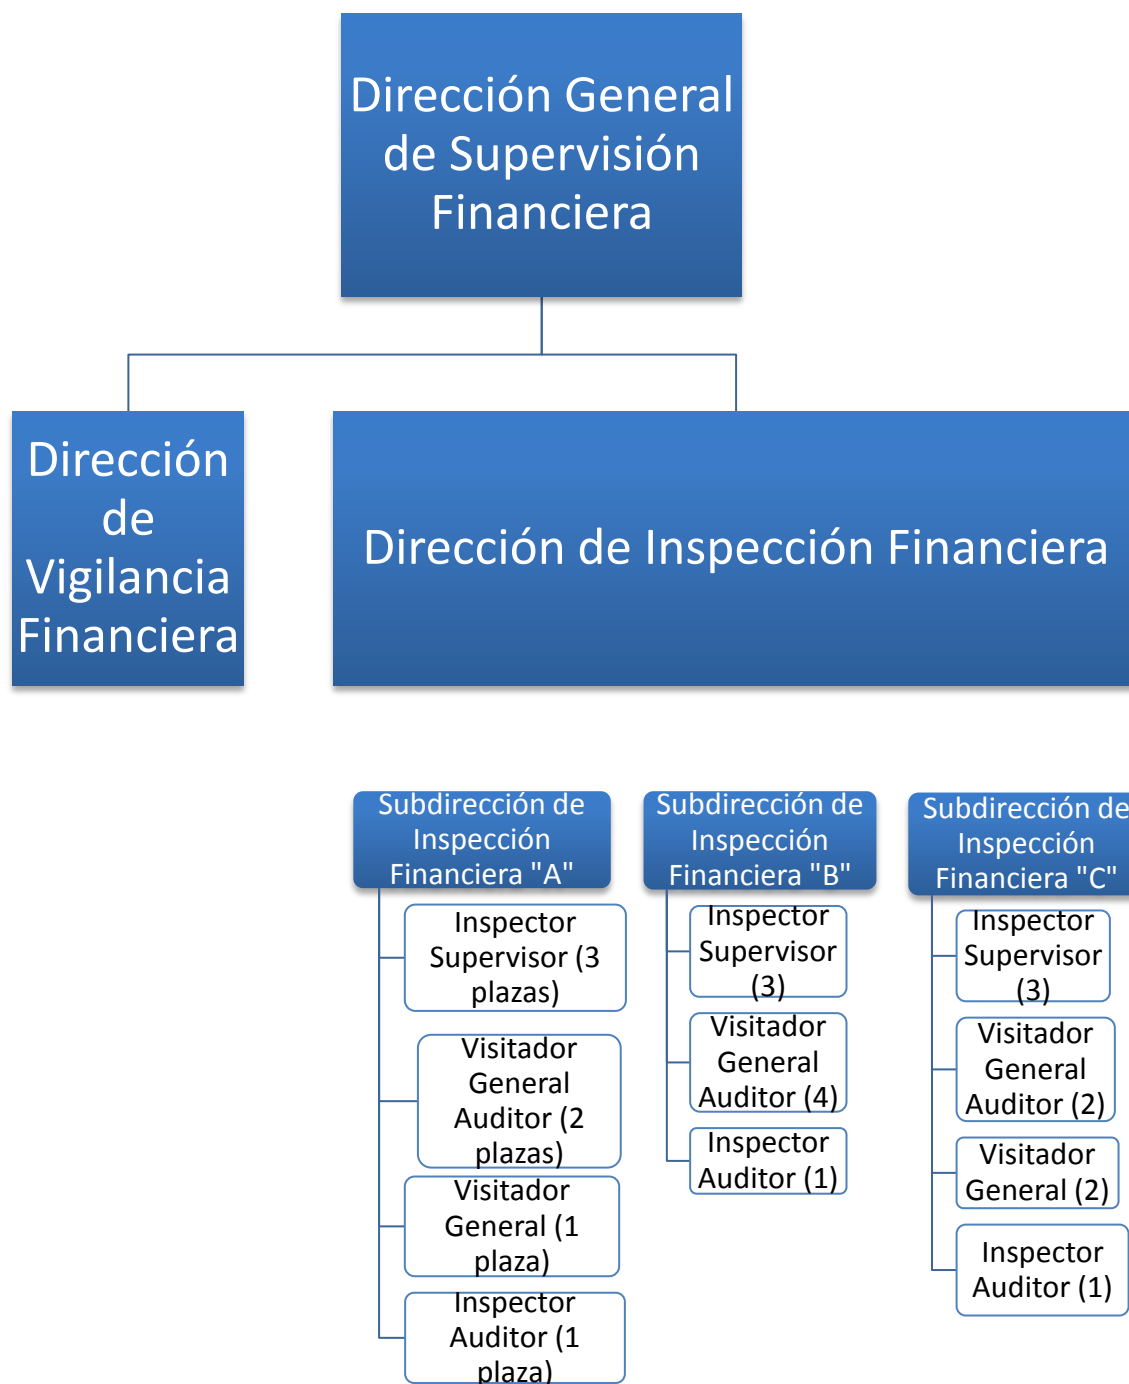 Dirección General
de Supervisión
Financiera
Dirección
de
Vigilancia
Financiera
Dirección de Inspección Financiera
Subdirección de
Inspección
Financiera "A"
Inspector
Supervisor (3
plazas)
Visitador
General
Auditor (2
plazas)
Visitador
General (1
plaza)
Inspector
Auditor (1
plaza)
Subdirección de
Inspección
Financiera "B"
Inspector
Supervisor
(3)
Visitador
General
Auditor (4)
Inspector
Auditor (1)
Subdirección de
Inspección
Financiera "C"
Inspector
Supervisor
(3)
Visitador
General
Auditor (2)
Visitador
General (2)
Inspector
Auditor (1)